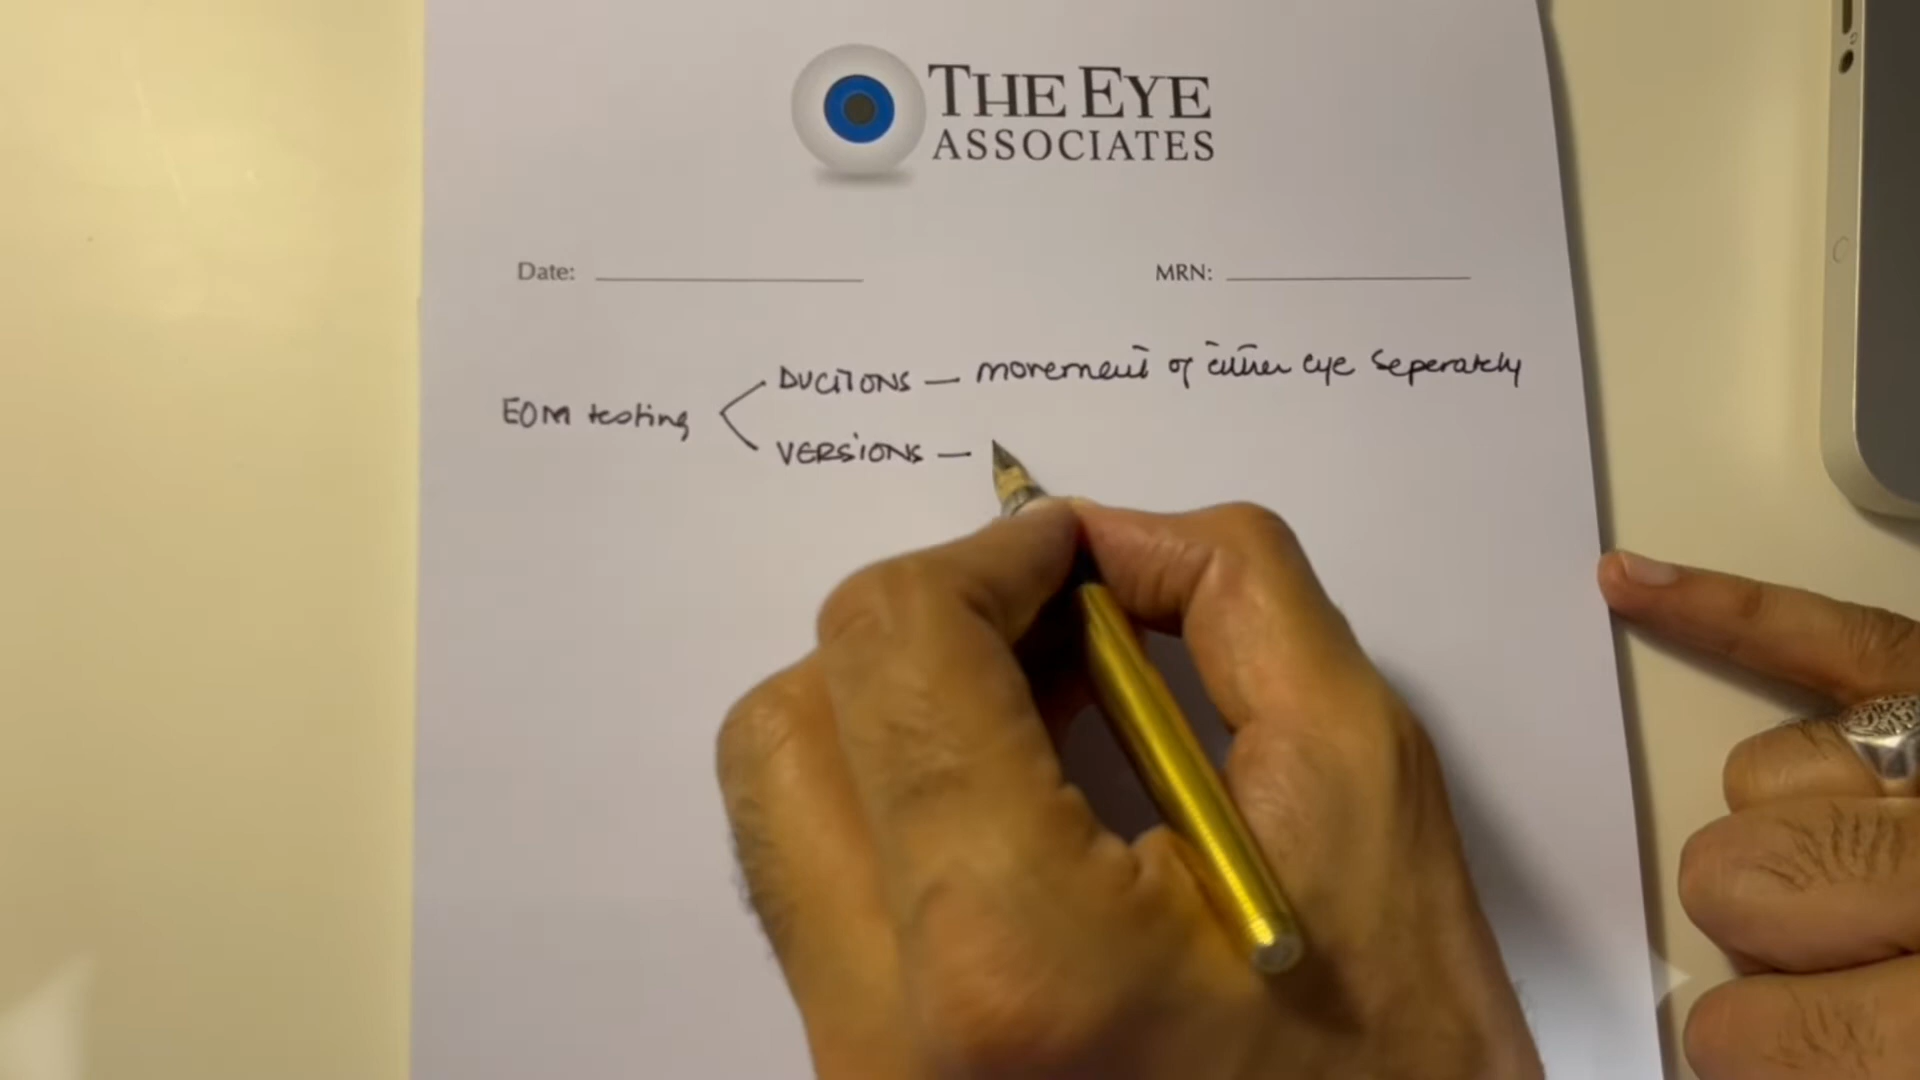 THE EYE
ASSOCIATES
Date: MRN:
DUCTIONS — movement of either eye seperately
EOM testing
VERSIONS —